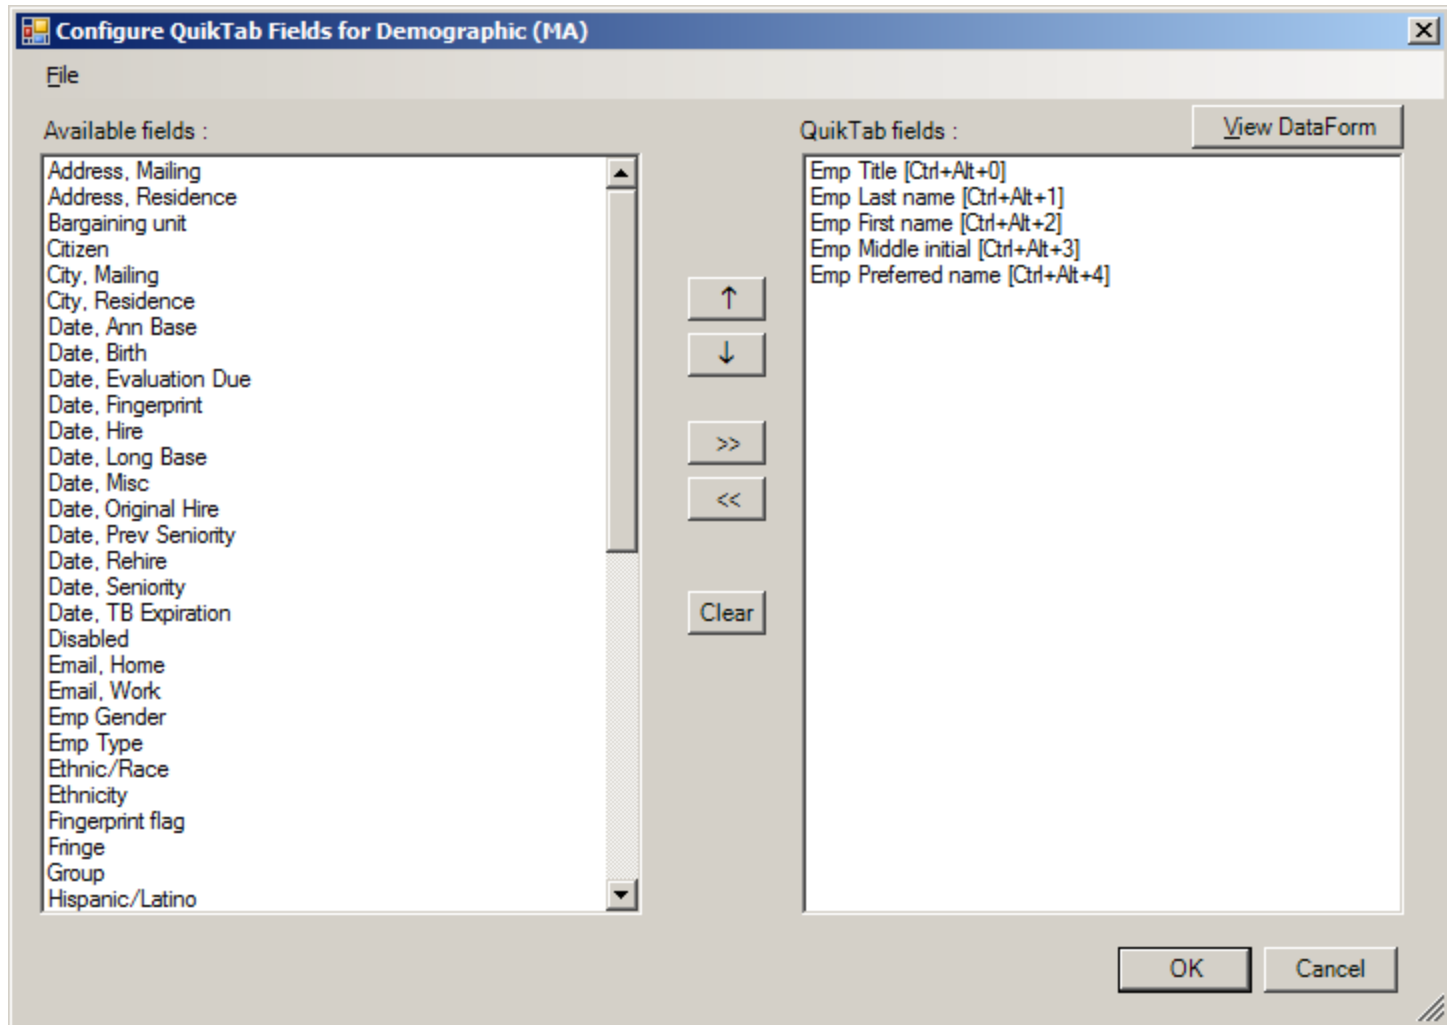 Configure QuikTab Fields for Demographic (MA)
File
Available fields :
QuikTab fields :
View DataForm
Address, Mailing
Address, Residence
Bargaining unit
Citizen
City, Mailing
City, Residence
Date, Ann Base
Date, Birth
Date, Evaluation Due
Date, Fingerprint
Date, Hire
Date, Long Base
Date, Misc
Date, Original Hire
Date, Prev Seniority
Date, Rehire
Date, Seniority
Date, TB Expiration
Disabled
Email, Home
Email, Work
Emp Gender
Emp Type
Ethnic/Race
Ethnicity
Fingerprint flag
Fringe
Group
Hispanic/Latino
↑
↓
>>
<<
Clear
Emp Title [Ctrl+Alt+0]
Emp Last name [Ctrl+Alt+1]
Emp First name [Ctrl+Alt+2]
Emp Middle initial [Ctrl+Alt+3]
Emp Preferred name [Ctrl+Alt+4]
OK
Cancel